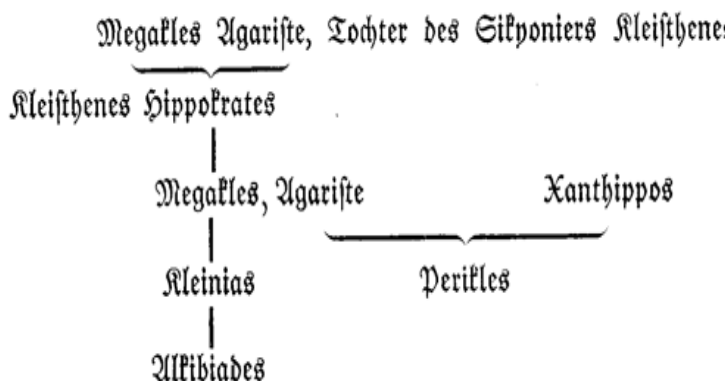 Megakles Agariſte, Tochter des Sikyoniers Kleiſthenes
Kleiſthenes Hippokrates
Megakles, Agariſte Xanthippos
Kleinias Perikles
Alkibiades